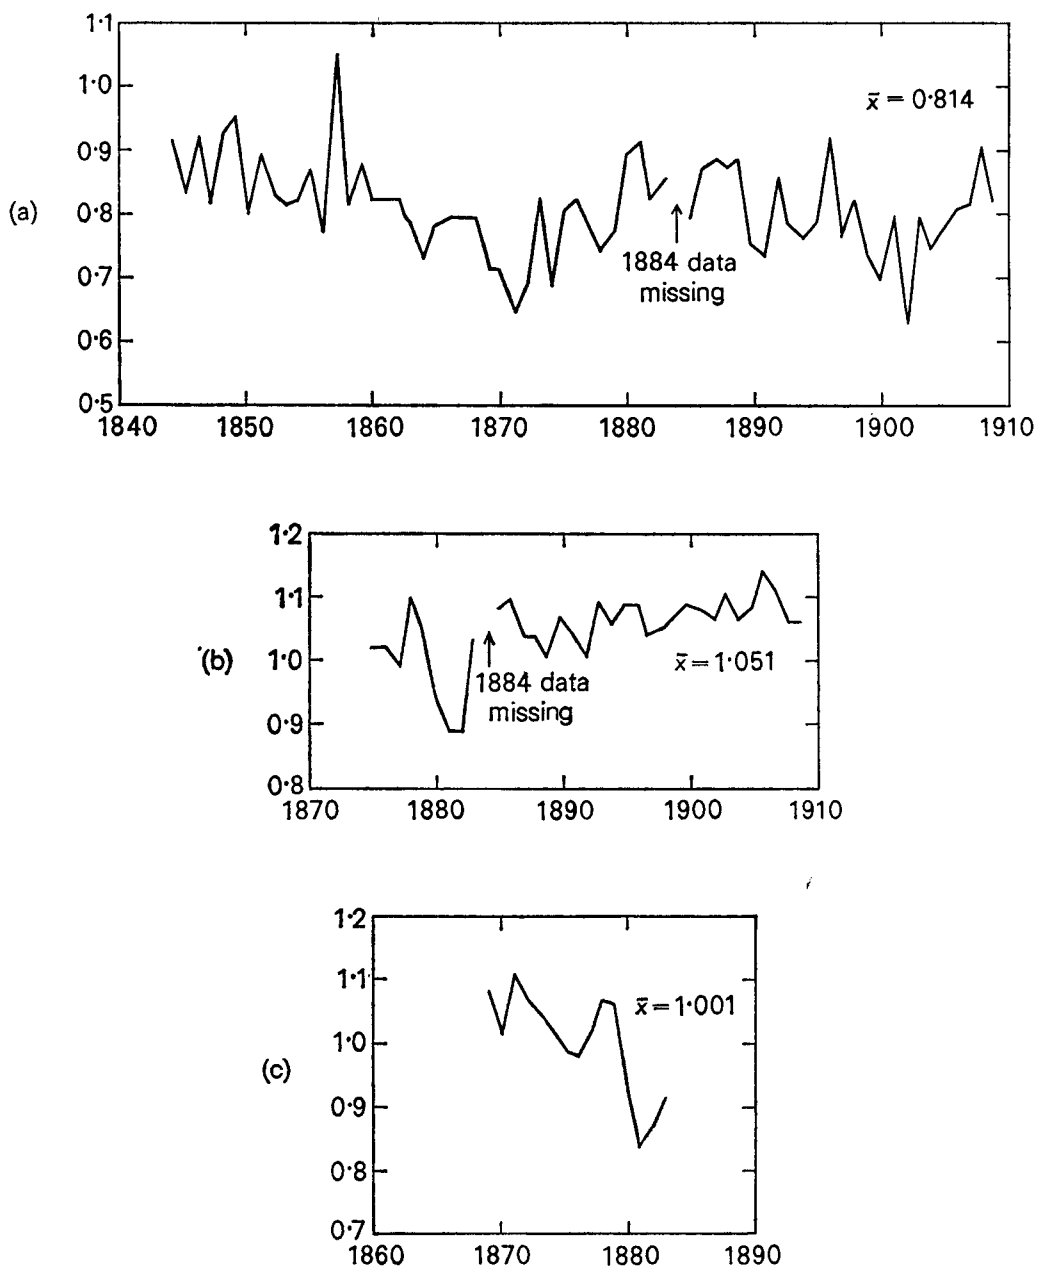 1·1
1·0
x̄ = 0·814
0·9
(a)
0·8
0·7
1884 data
missing
0·6
0·5
1840 1850 1860 1870 1880 1890 1900 1910
1·2
1·1
(b)
1·0
x̄ = 1·051
1884 data
missing
0·9
0·8
1870 1880 1890 1900 1910
1·2
1·1
x̄ = 1·001
1·0
(c)
0·9
0·8
0·7
1860 1870 1880 1890